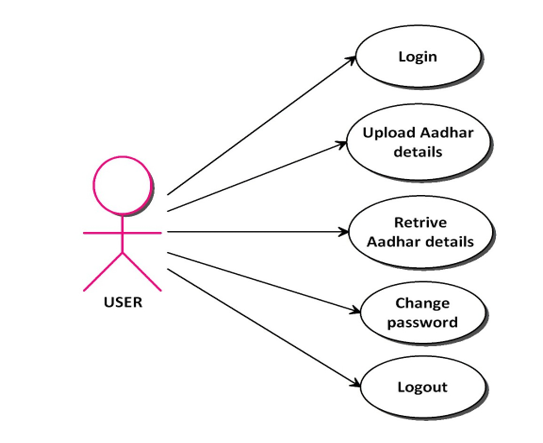 Login
Upload Aadhar
details
Retrive
Aadhar details
USER
Change
password
Logout